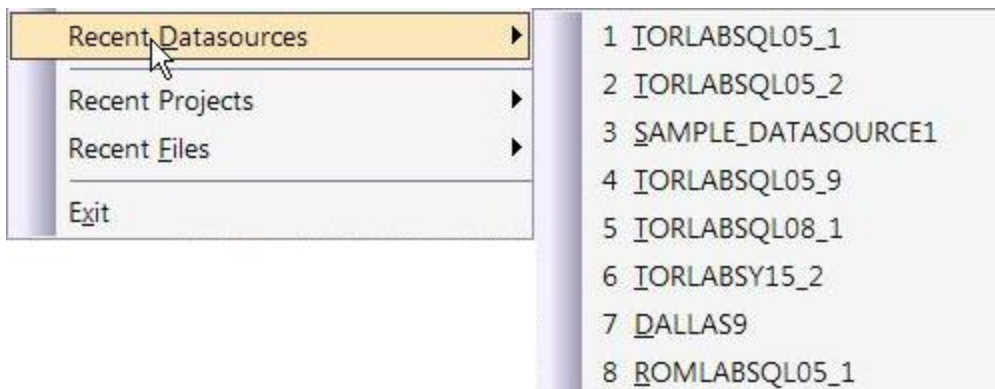 Recent Datasources
Recent Projects
Recent Files
Exit
1 TORLABSQL05_1
2 TORLABSQL05_2
3 SAMPLE_DATASOURCE1
4 TORLABSQL05_9
5 TORLABSQL08_1
6 TORLABSY15_2
7 DALLAS9
8 ROMLABSQL05_1